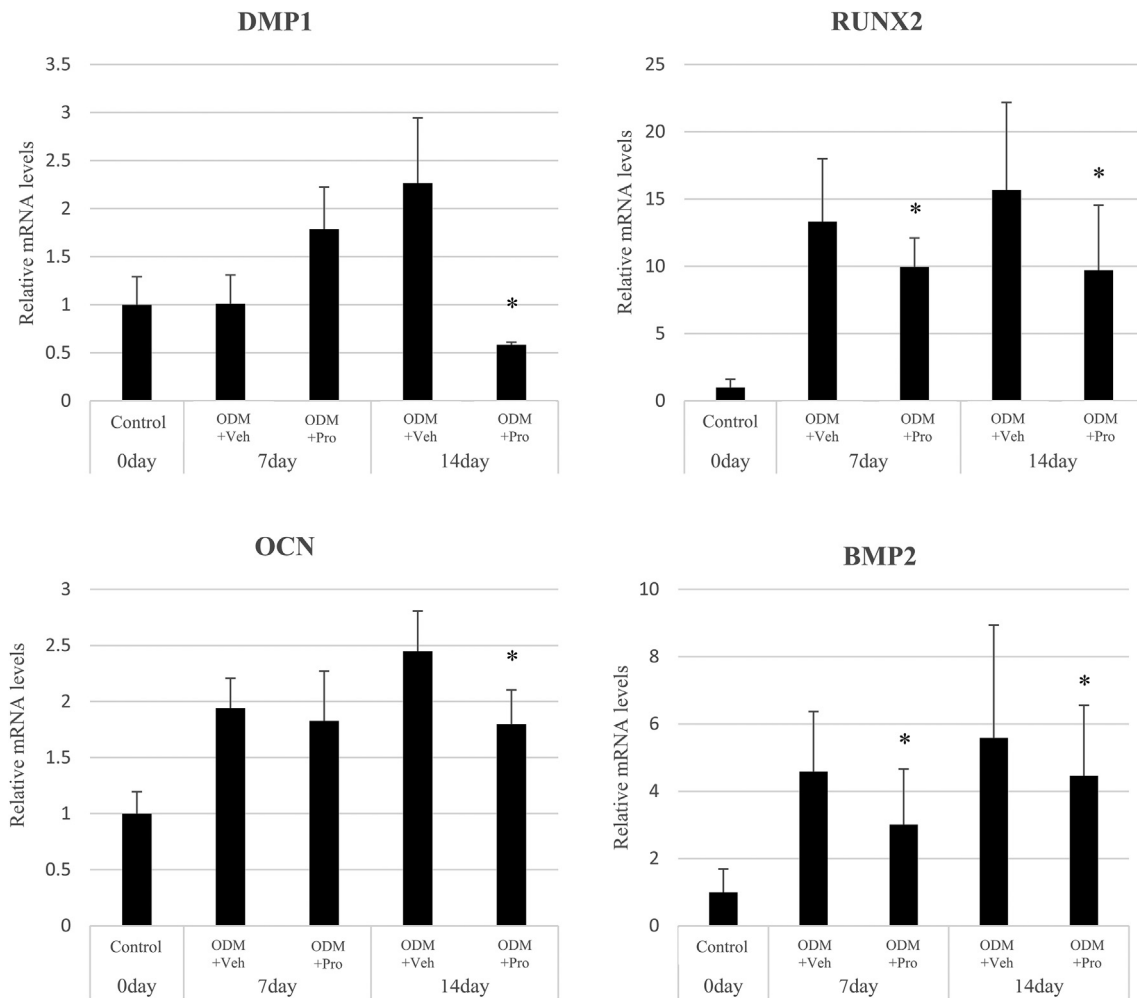 DMP1
Relative mRNA levels
3.5
3
2.5
2
1.5
1
0.5
0
*
Control ODM ODM ODM ODM
+Veh +Pro +Veh +Pro
0day 7day 14day
RUNX2
Relative mRNA levels
25
20
15
10
5
0
* *
Control ODM ODM ODM ODM
+Veh +Pro +Veh +Pro
0day 7day 14day
OCN
Relative mRNA levels
3
2.5
2
1.5
1
0.5
0
*
Control ODM ODM ODM ODM
+Veh +Pro +Veh +Pro
0day 7day 14day
BMP2
Relative mRNA levels
10
8
6
4
2
0
* *
Control ODM ODM ODM ODM
+Veh +Pro +Veh +Pro
0day 7day 14day